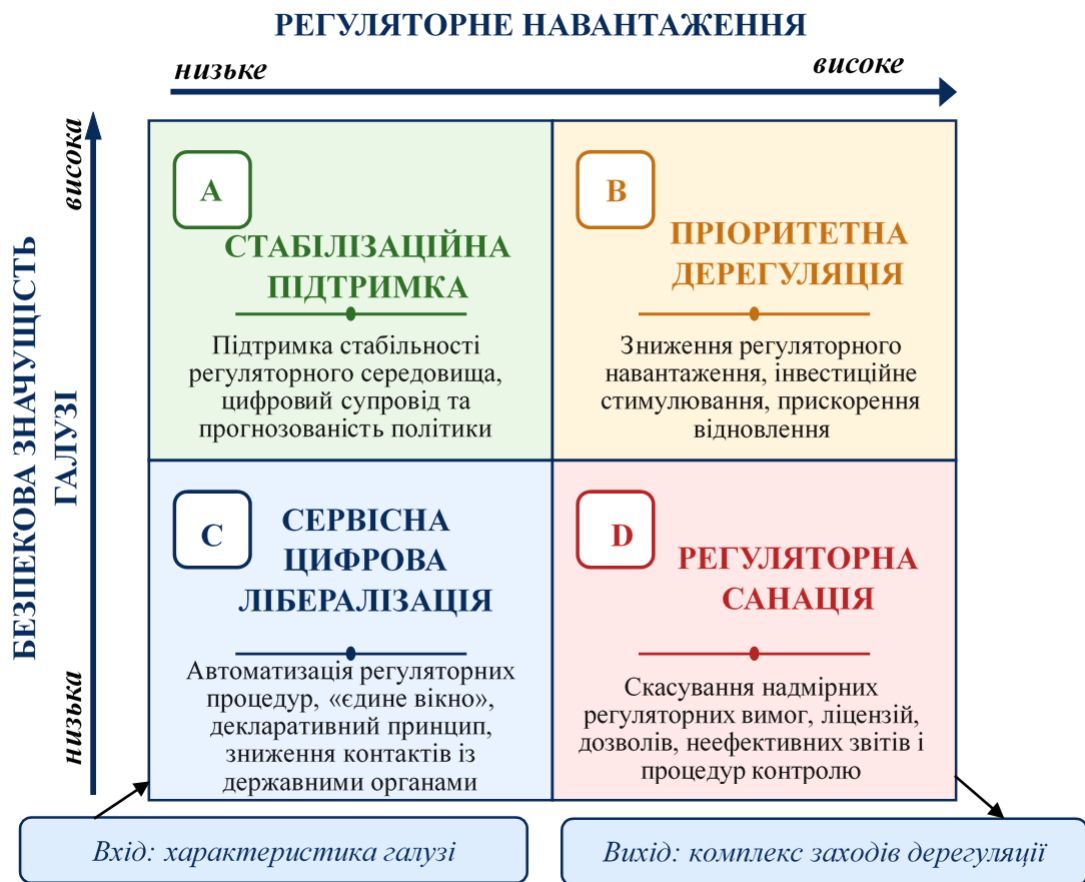 РЕГУЛЯТОРНЕ НАВАНТАЖЕННЯ
низьке
високе
БЕЗПЕКОВА ЗНАЧУЩІСТЬ
ГАЛУЗІ
висока
низька
A
СТАБІЛІЗАЦІЙНА
ПІДТРИМКА
Підтримка стабільності
регуляторного середовища,
цифровий супровід та
прогнозованість політики
B
ПРІОРИТЕТНА
ДЕРЕГУЛЯЦІЯ
Зниження регуляторного
навантаження, інвестиційне
стимулювання, прискорення
відновлення
C
СЕРВІСНА
ЦИФРОВА
ЛІБЕРАЛІЗАЦІЯ
Автоматизація регуляторних
процедур, «єдине вікно»,
декларативний принцип,
зниження контактів із
державними органами
D
РЕГУЛЯТОРНА
САНАЦІЯ
Скасування надмірних
регуляторних вимог, ліцензій,
дозволів, неефективних звітів і
процедур контролю
Вхід: характеристика галузі
Вихід: комплекс заходів дерегуляції